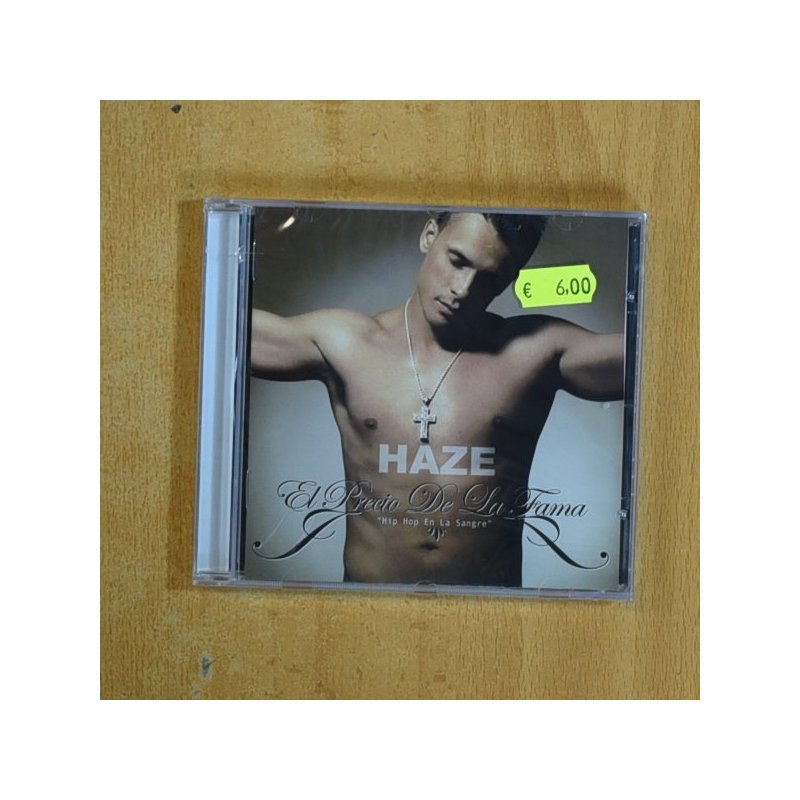 € 6.00
HAZE
El Precio De La Fama
"Hip Hop En La Sangre"